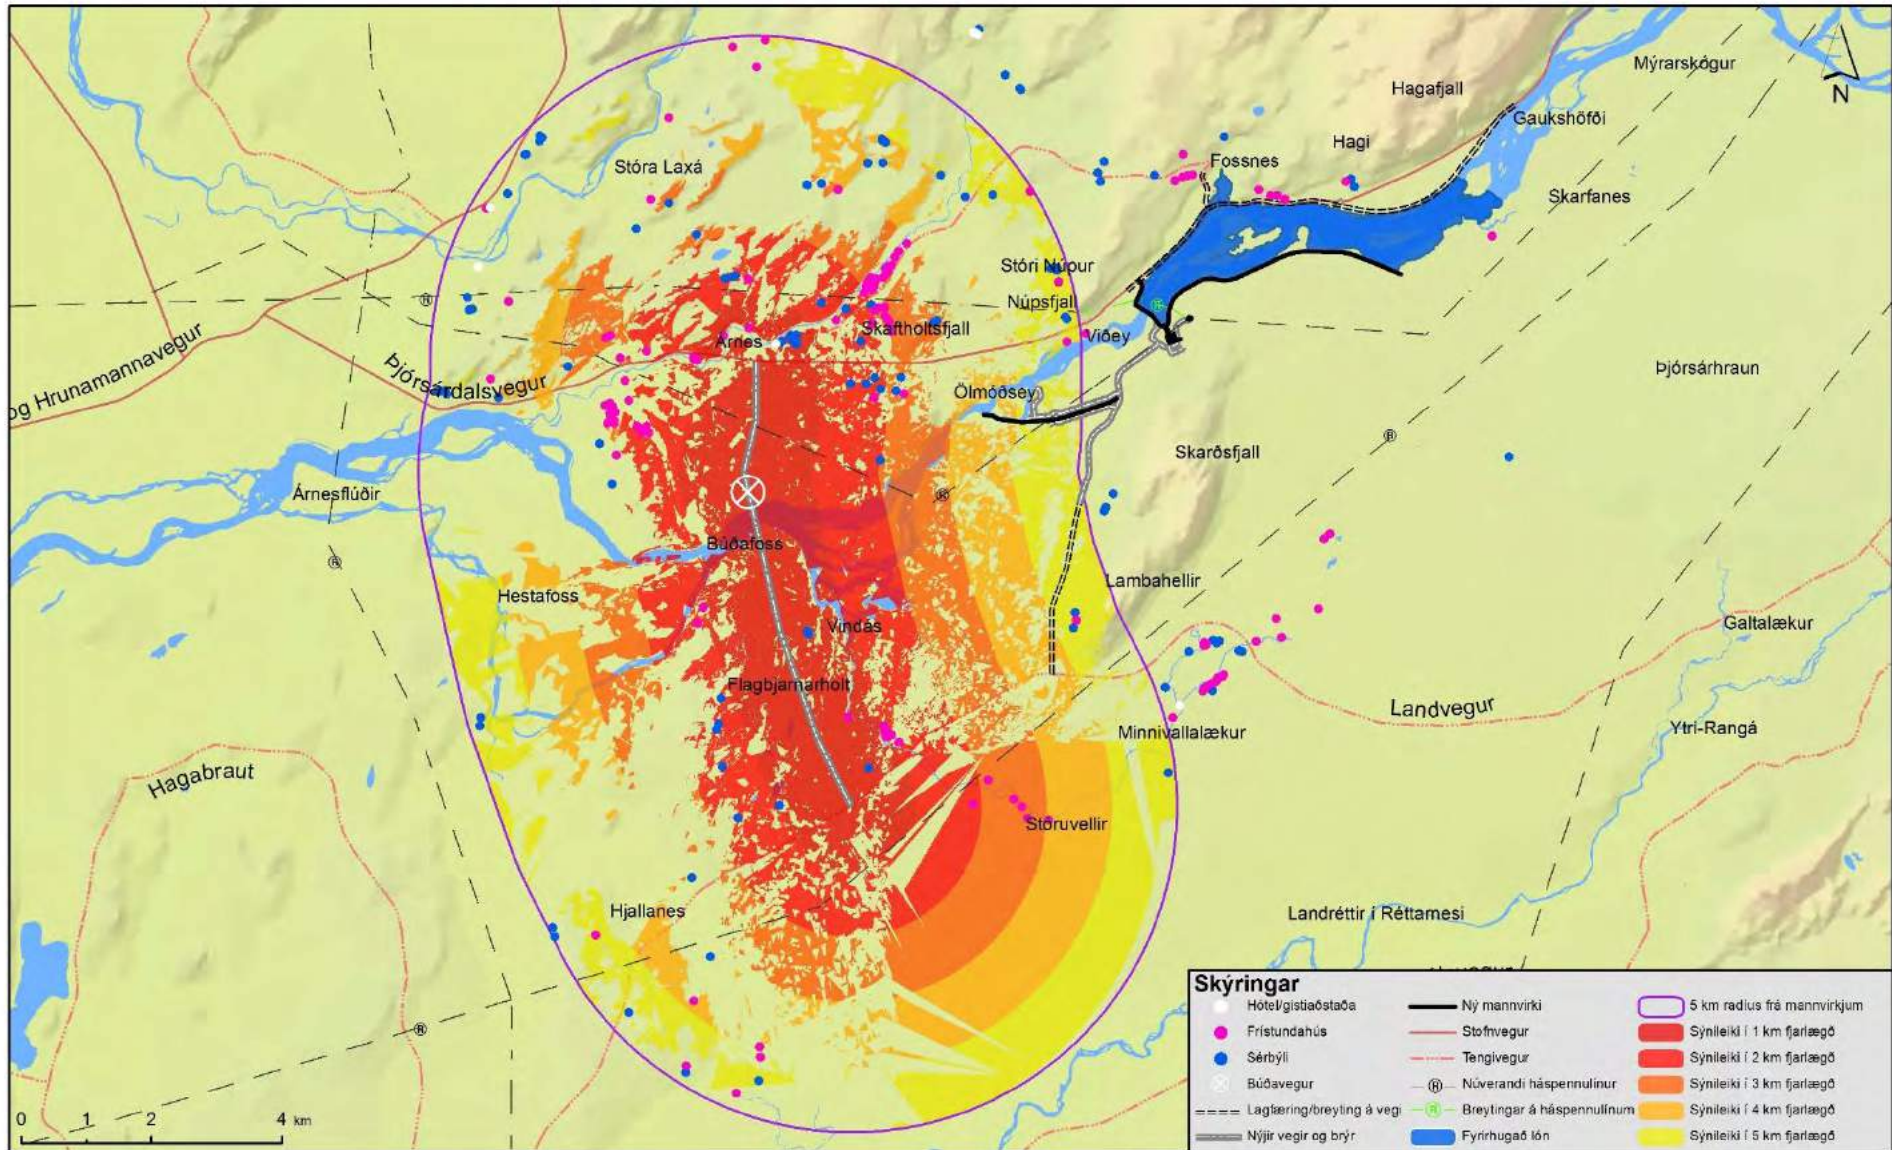 Mýrarskógur
Hagafjall
N
Gaukshöfði
Hagi
Fossnes
Stóra Laxá
Skarfanes
Stóri Núpur
Núpsfjall
Skaftholtsfjall
Árnes
Viðey
og Hrunamannavegur
Þjórsárdalsvegur
Þjórsárhraun
Ölmóðsey
Skarðsfjall
Árnesflúðir
Búðafoss
Lambahellir
Hestafoss
Vindás
Galtalækur
Flagbjarnarholt
Landvegur
Minnivallalækur
Ytri-Rangá
Hagabraut
Stóruvellir
Hjallanes
Landréttir í Réttarnesi
0 1 2 4 km
Skýringar
Hótel/gistiaðstaða
Frístundahús
Sérbýli
Búðavegur
Lagfæring/breyting á vegi
Nýjir vegir og brýr
Ný mannvirki
Stofnvegur
Tengivegur
Núverandi háspennulínur
Breytingar á háspennulínum
Fyrirhugað lón
5 km radíus frá mannvirkjum
Sýnileiki í 1 km fjarlægð
Sýnileiki í 2 km fjarlægð
Sýnileiki í 3 km fjarlægð
Sýnileiki í 4 km fjarlægð
Sýnileiki í 5 km fjarlægð